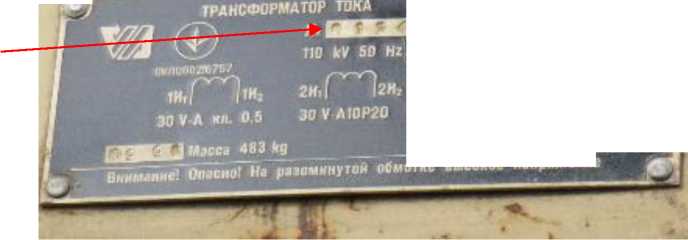 ТРАНСФОРМАТОР ТОКА
110 kV 50 Hz
1И₁ 1И₂ 2И₁ 2И₂
30 V·A кл. 0,5 30 V·A10P20
Масса 483 kg
Внимание! Опасно! На разомкнутой обмотке высокое напряжение